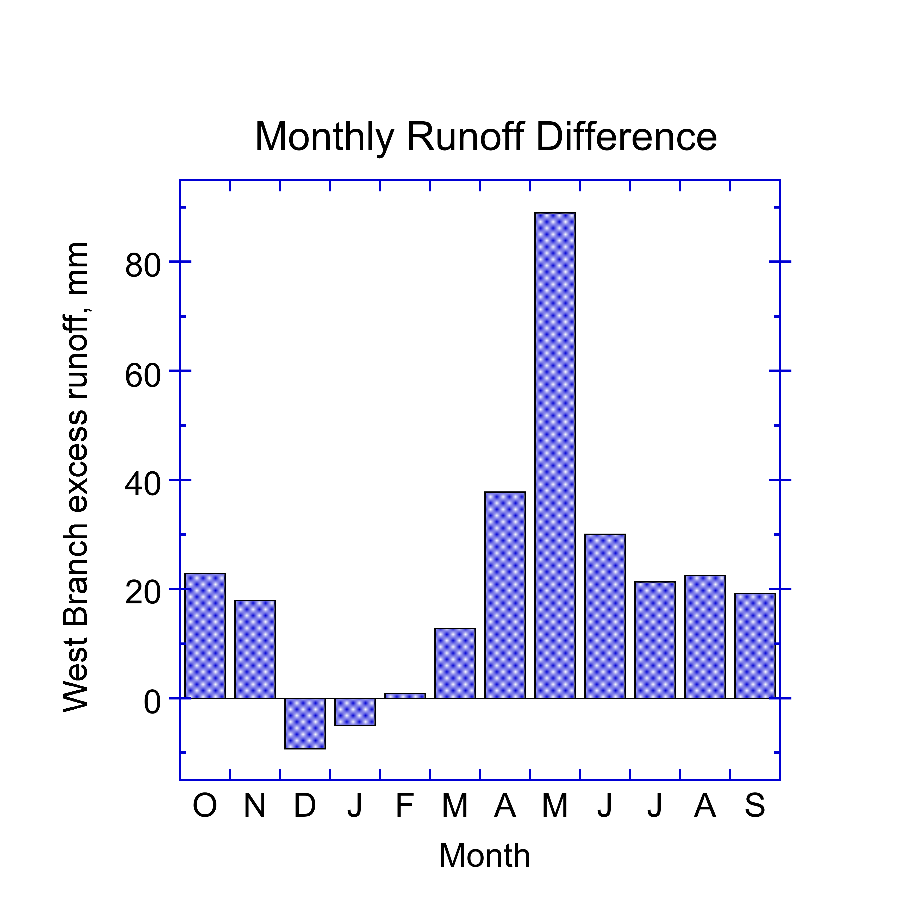 Monthly Runoff Difference
West Branch excess runoff, mm
80
60
40
20
0
O N D J F M A M J J A S
Month